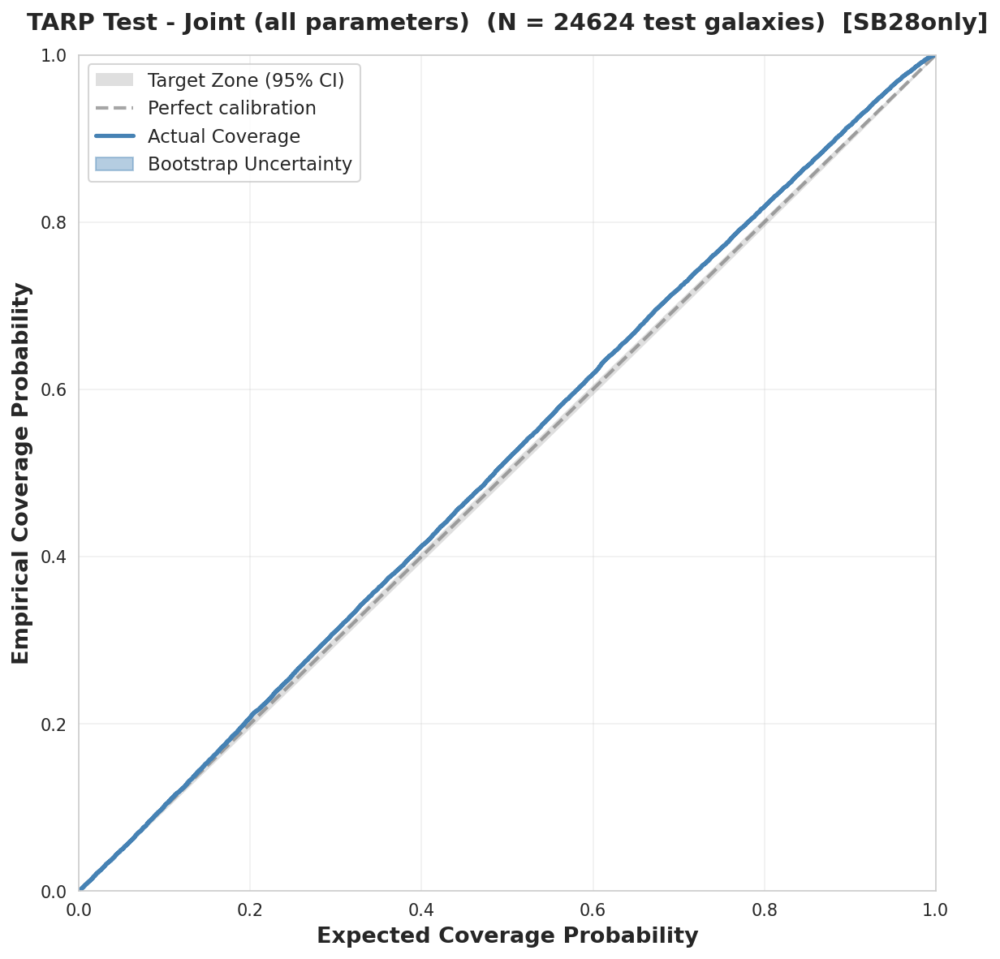 TARP Test - Joint (all parameters)  (N = 24624 test galaxies)  [SB28only]
Target Zone (95% CI)
Perfect calibration
Actual Coverage
Bootstrap Uncertainty
Empirical Coverage Probability
1.0
0.8
0.6
0.4
0.2
0.0
0.0 0.2 0.4 0.6 0.8 1.0
Expected Coverage Probability